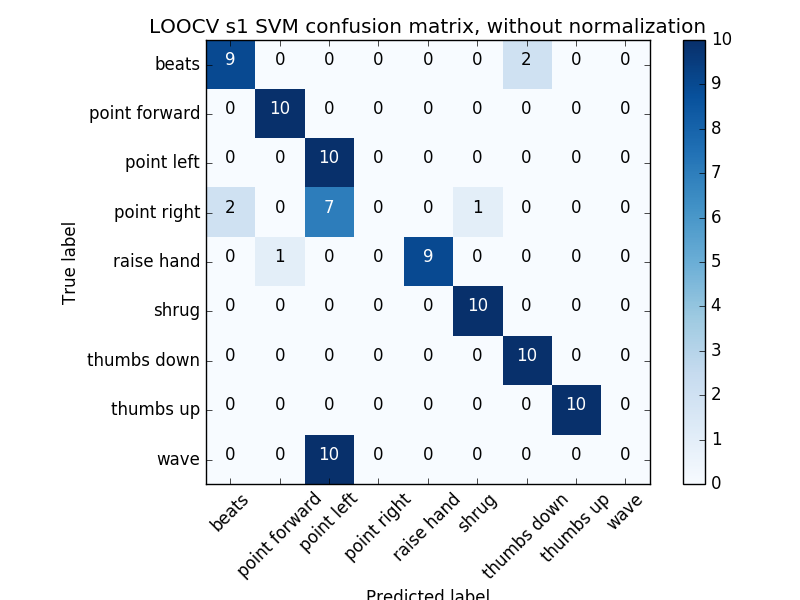 LOOCV s1 SVM confusion matrix, without normalization
True label
beats 9 0 0 0 0 0 2 0 0
point forward 0 10 0 0 0 0 0 0 0
point left 0 0 10 0 0 0 0 0 0
point right 2 0 7 0 0 1 0 0 0
raise hand 0 1 0 0 9 0 0 0 0
shrug 0 0 0 0 0 10 0 0 0
thumbs down 0 0 0 0 0 0 10 0 0
thumbs up 0 0 0 0 0 0 0 10 0
wave 0 0 10 0 0 0 0 0 0
beats point forward point left point right raise hand shrug thumbs down thumbs up wave
Predicted label
10
9
8
7
6
5
4
3
2
1
0